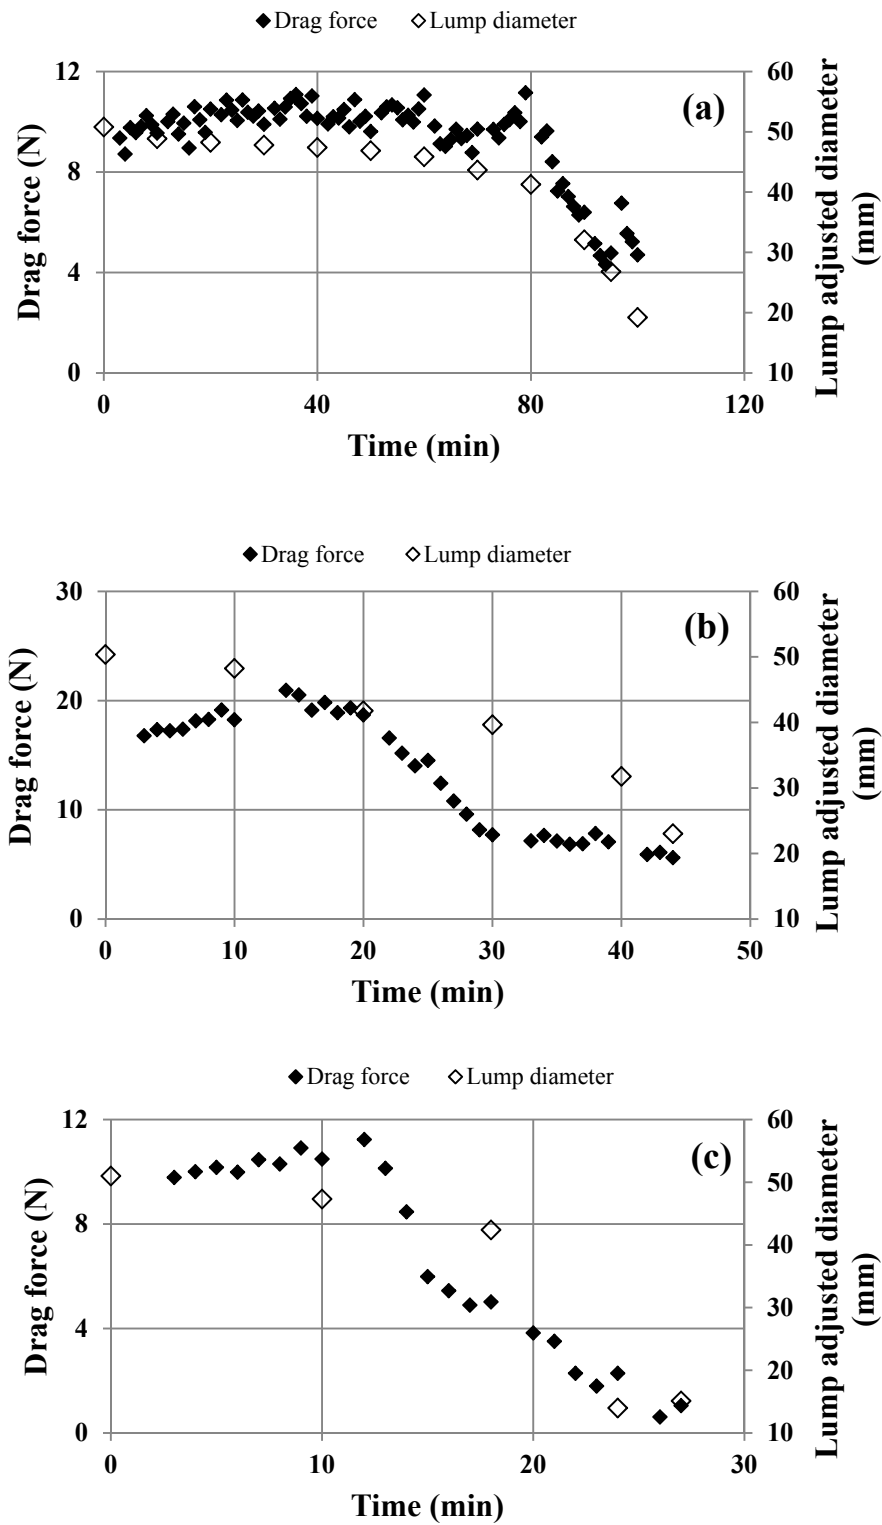 Drag force Lump diameter
12 60
(a)
50
8 40
30
4 20
0 10
0 40 80 120
Drag force (N)
Lump adjusted diameter
(mm)
Time (min)
Drag force Lump diameter
30 60
(b)
50
20 40
30
10 20
0 10
0 10 20 30 40 50
Drag force (N)
Lump adjusted diameter
(mm)
Time (min)
Drag force Lump diameter
12 60
(c)
50
8 40
30
4 20
0 10
0 10 20 30
Drag force (N)
Lump adjusted diameter
(mm)
Time (min)